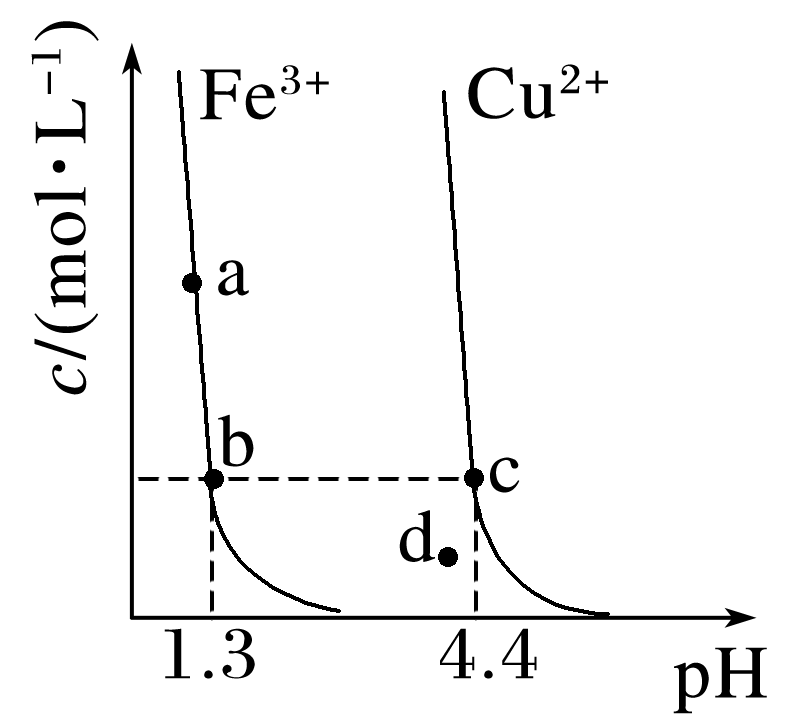 c/(mol·L⁻¹)
Fe³⁺
Cu²⁺
a
b
c
d
1.3
4.4
pH